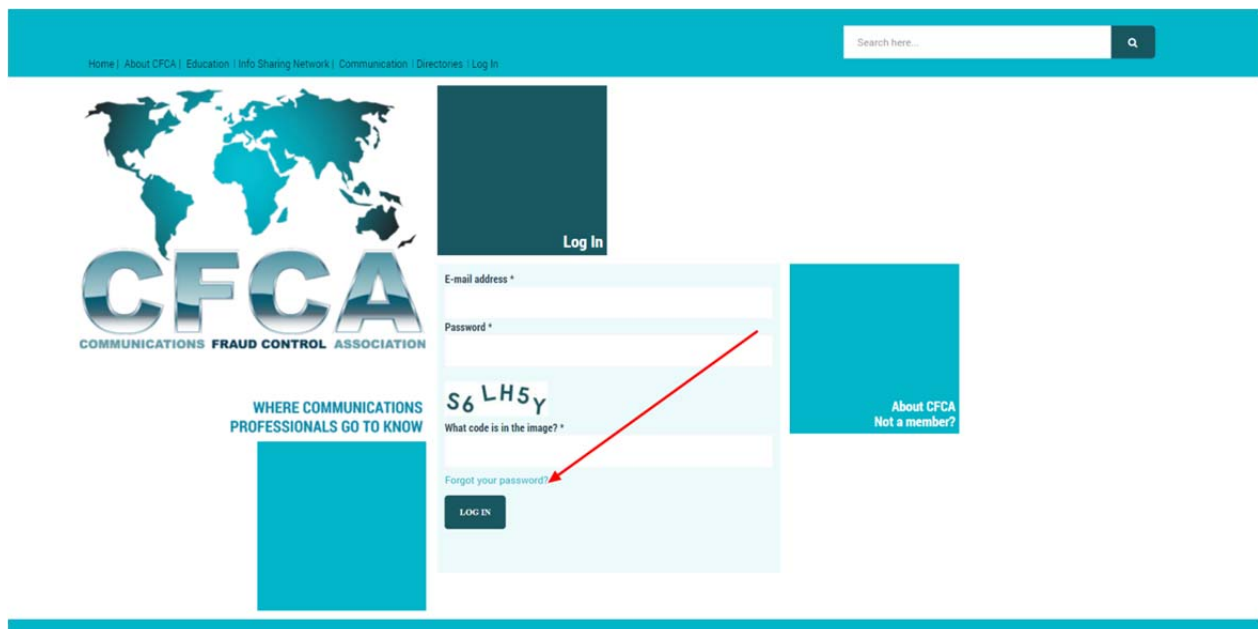 Search here...
Home | About CFCA | Education | Info Sharing Network | Communication | Directories | Log In
CFCA
COMMUNICATIONS FRAUD CONTROL ASSOCIATION
WHERE COMMUNICATIONS
PROFESSIONALS GO TO KNOW
Log In
E-mail address *
Password *
S6LH5Y
What code is in the image? *
Forgot your password?
LOG IN
About CFCA
Not a member?